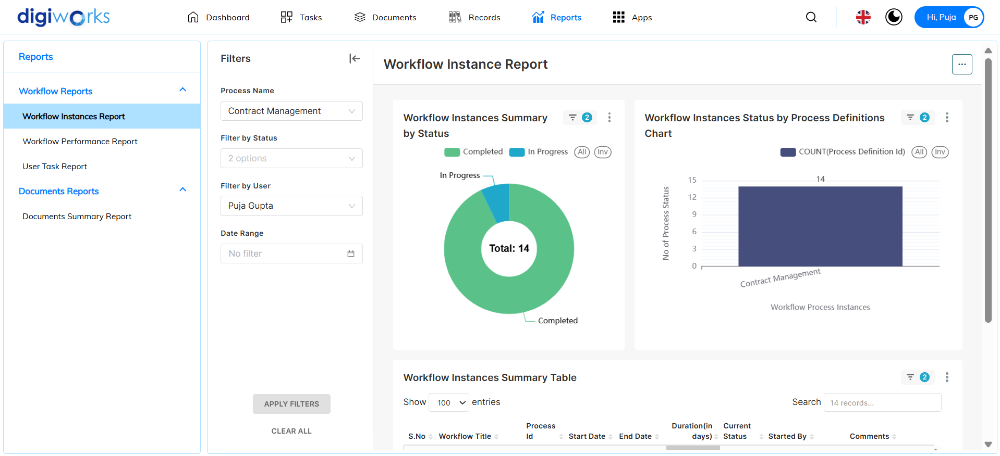 digiworks
Dashboard
Tasks
Documents
Records
Reports
Apps
Hi, Puja
PG
Reports
Workflow Reports
Workflow Instances Report
Workflow Performance Report
User Task Report
Documents Reports
Documents Summary Report
Filters
Process Name
Contract Management
Filter by Status
2 options
Filter by User
Puja Gupta
Date Range
No filter
APPLY FILTERS
CLEAR ALL
Workflow Instance Report
...
Workflow Instances Summary
by Status
2
Completed
In Progress
All
Inv
In Progress
Total: 14
Completed
Workflow Instances Status by Process Definitions
Chart
2
COUNT(Process Definition Id)
All
Inv
14
15
12
9
6
3
0
No of Process Status
Contract Management
Workflow Process Instances
Workflow Instances Summary Table
2
Show 100 entries
Search 14 records...
S.No
Workflow Title
Process
Id
Start Date
End Date
Duration(in
days)
Current
Status
Started By
Comments